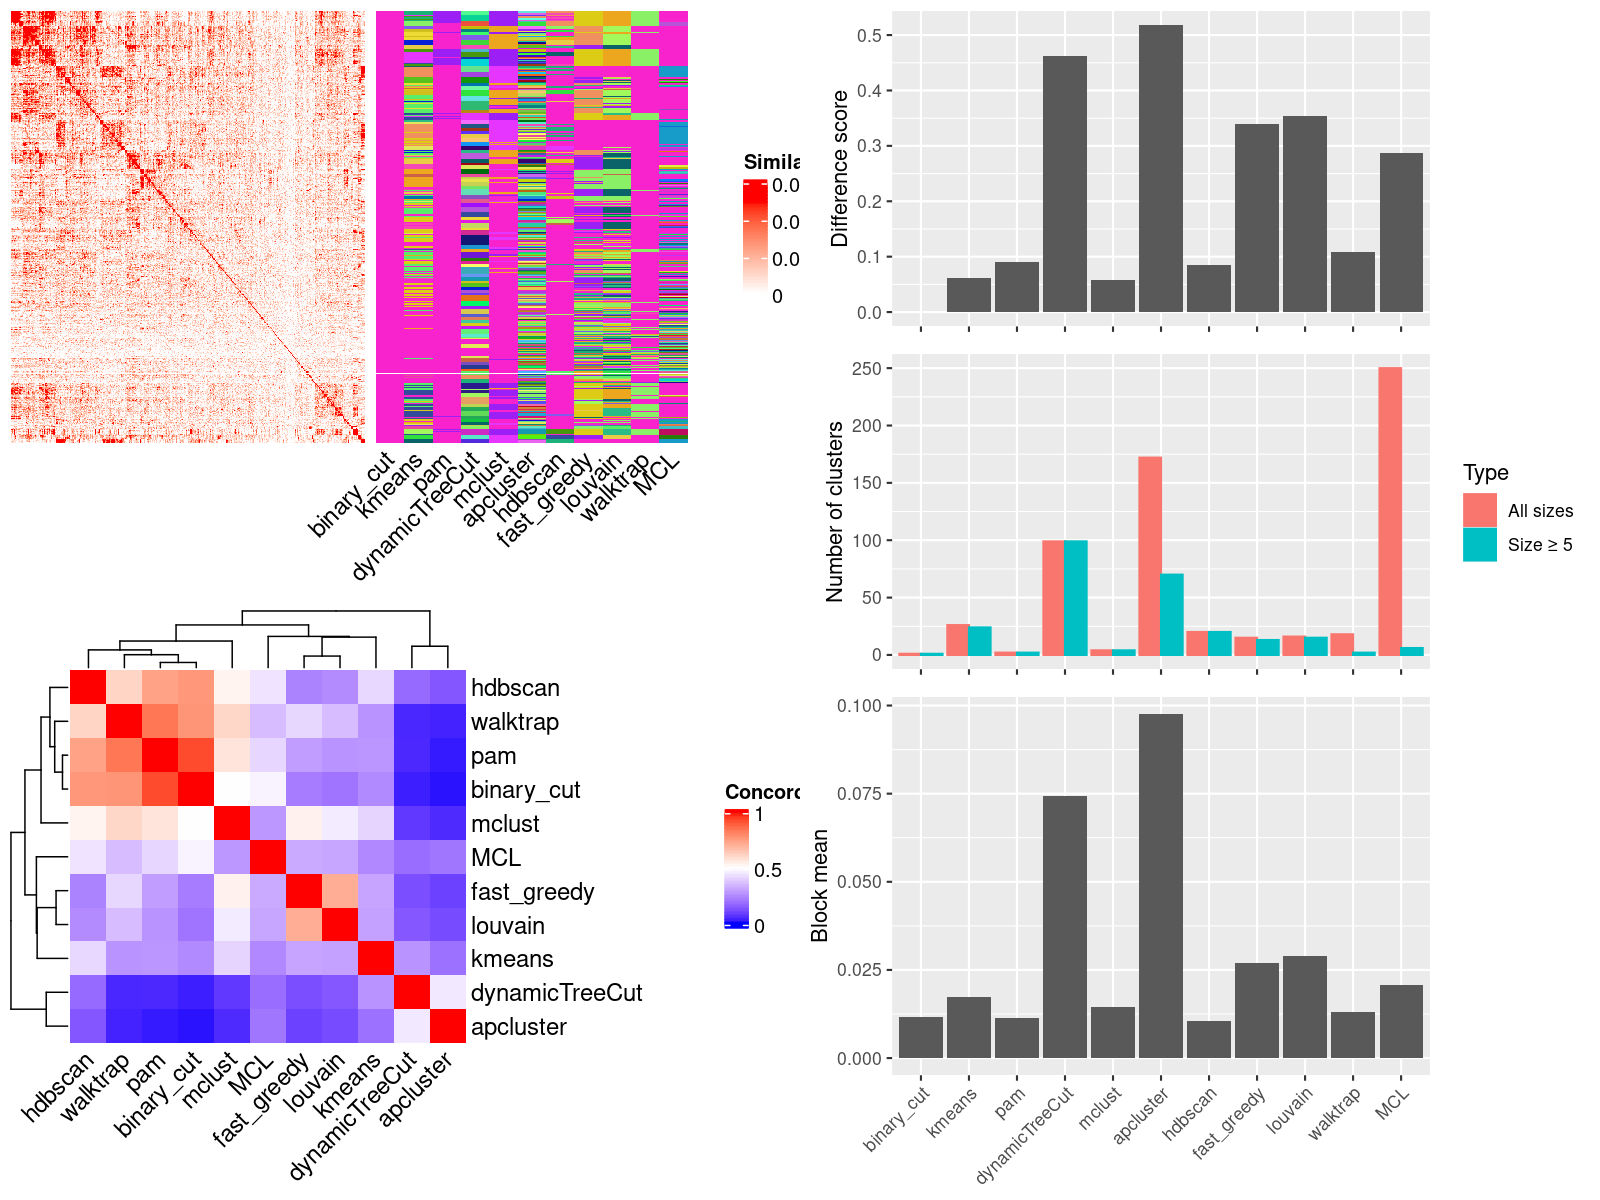 Simila
0.0
0.0
0.0
0
binary_cut
kmeans
pam
dynamicTreeCut
mclust
apcluster
hdbscan
fast_greedy
louvain
walktrap
MCL
hdbscan
walktrap
pam
binary_cut
mclust
MCL
fast_greedy
louvain
kmeans
dynamicTreeCut
apcluster
hdbscan
walktrap
pam
binary_cut
mclust
MCL
fast_greedy
louvain
kmeans
dynamicTreeCut
apcluster
Concord
1
0.5
0
Difference score
0.5
0.4
0.3
0.2
0.1
0.0
Number of clusters
250
200
150
100
50
0
Type
All sizes
Size ≥ 5
Block mean
0.100
0.075
0.050
0.025
0.000
binary_cut
kmeans
pam
dynamicTreeCut
mclust
apcluster
hdbscan
fast_greedy
louvain
walktrap
MCL